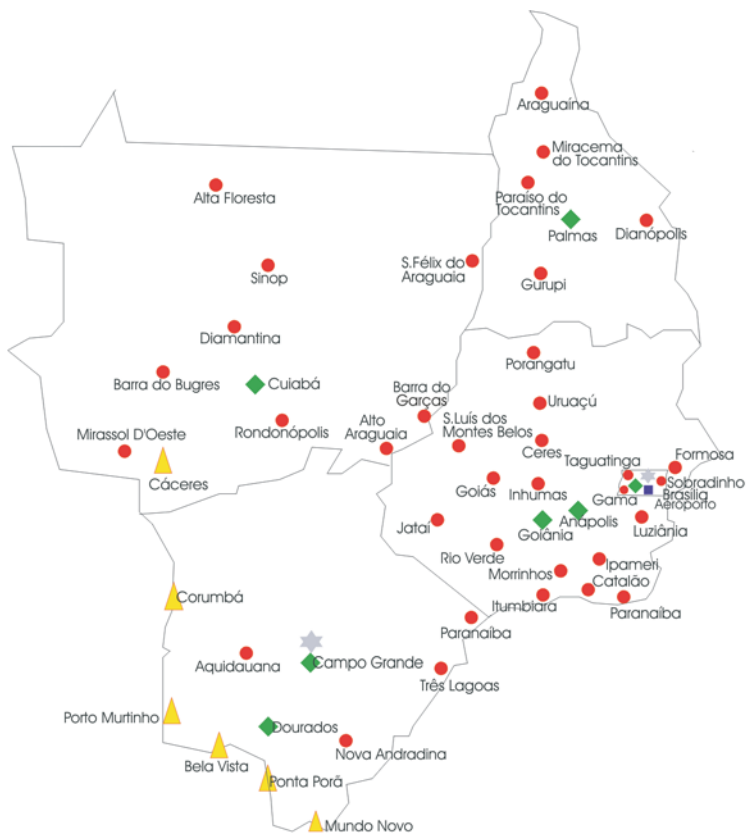 Araguaína
Miracema
do Tocantins
Paraíso do
Tocantins
Palmas
Dianópolis
Gurupi
Alta Floresta
Sinop
S.Félix do
Araguaia
Diamantina
Barra do Bugres
Cuiabá
Barra do
Garças
Rondonópolis
Alto
Araguaia
Mirassol D'Oeste
Cáceres
Porangatu
Uruaçú
S.Luís dos
Montes Belos
Ceres
Taguatinga
Formosa
Goiás
Inhumas
Sobradinho
Gama
Brasília
Aeroporto
Jataí
Goiânia
Anápolis
Luziânia
Rio Verde
Morrinhos
Ipameri
Catalão
Itumbiara
Paranaíba
Corumbá
Paranaíba
Aquidauana
Campo Grande
Três Lagoas
Porto Murtinho
Dourados
Nova Andradina
Bela Vista
Ponta Porã
Mundo Novo